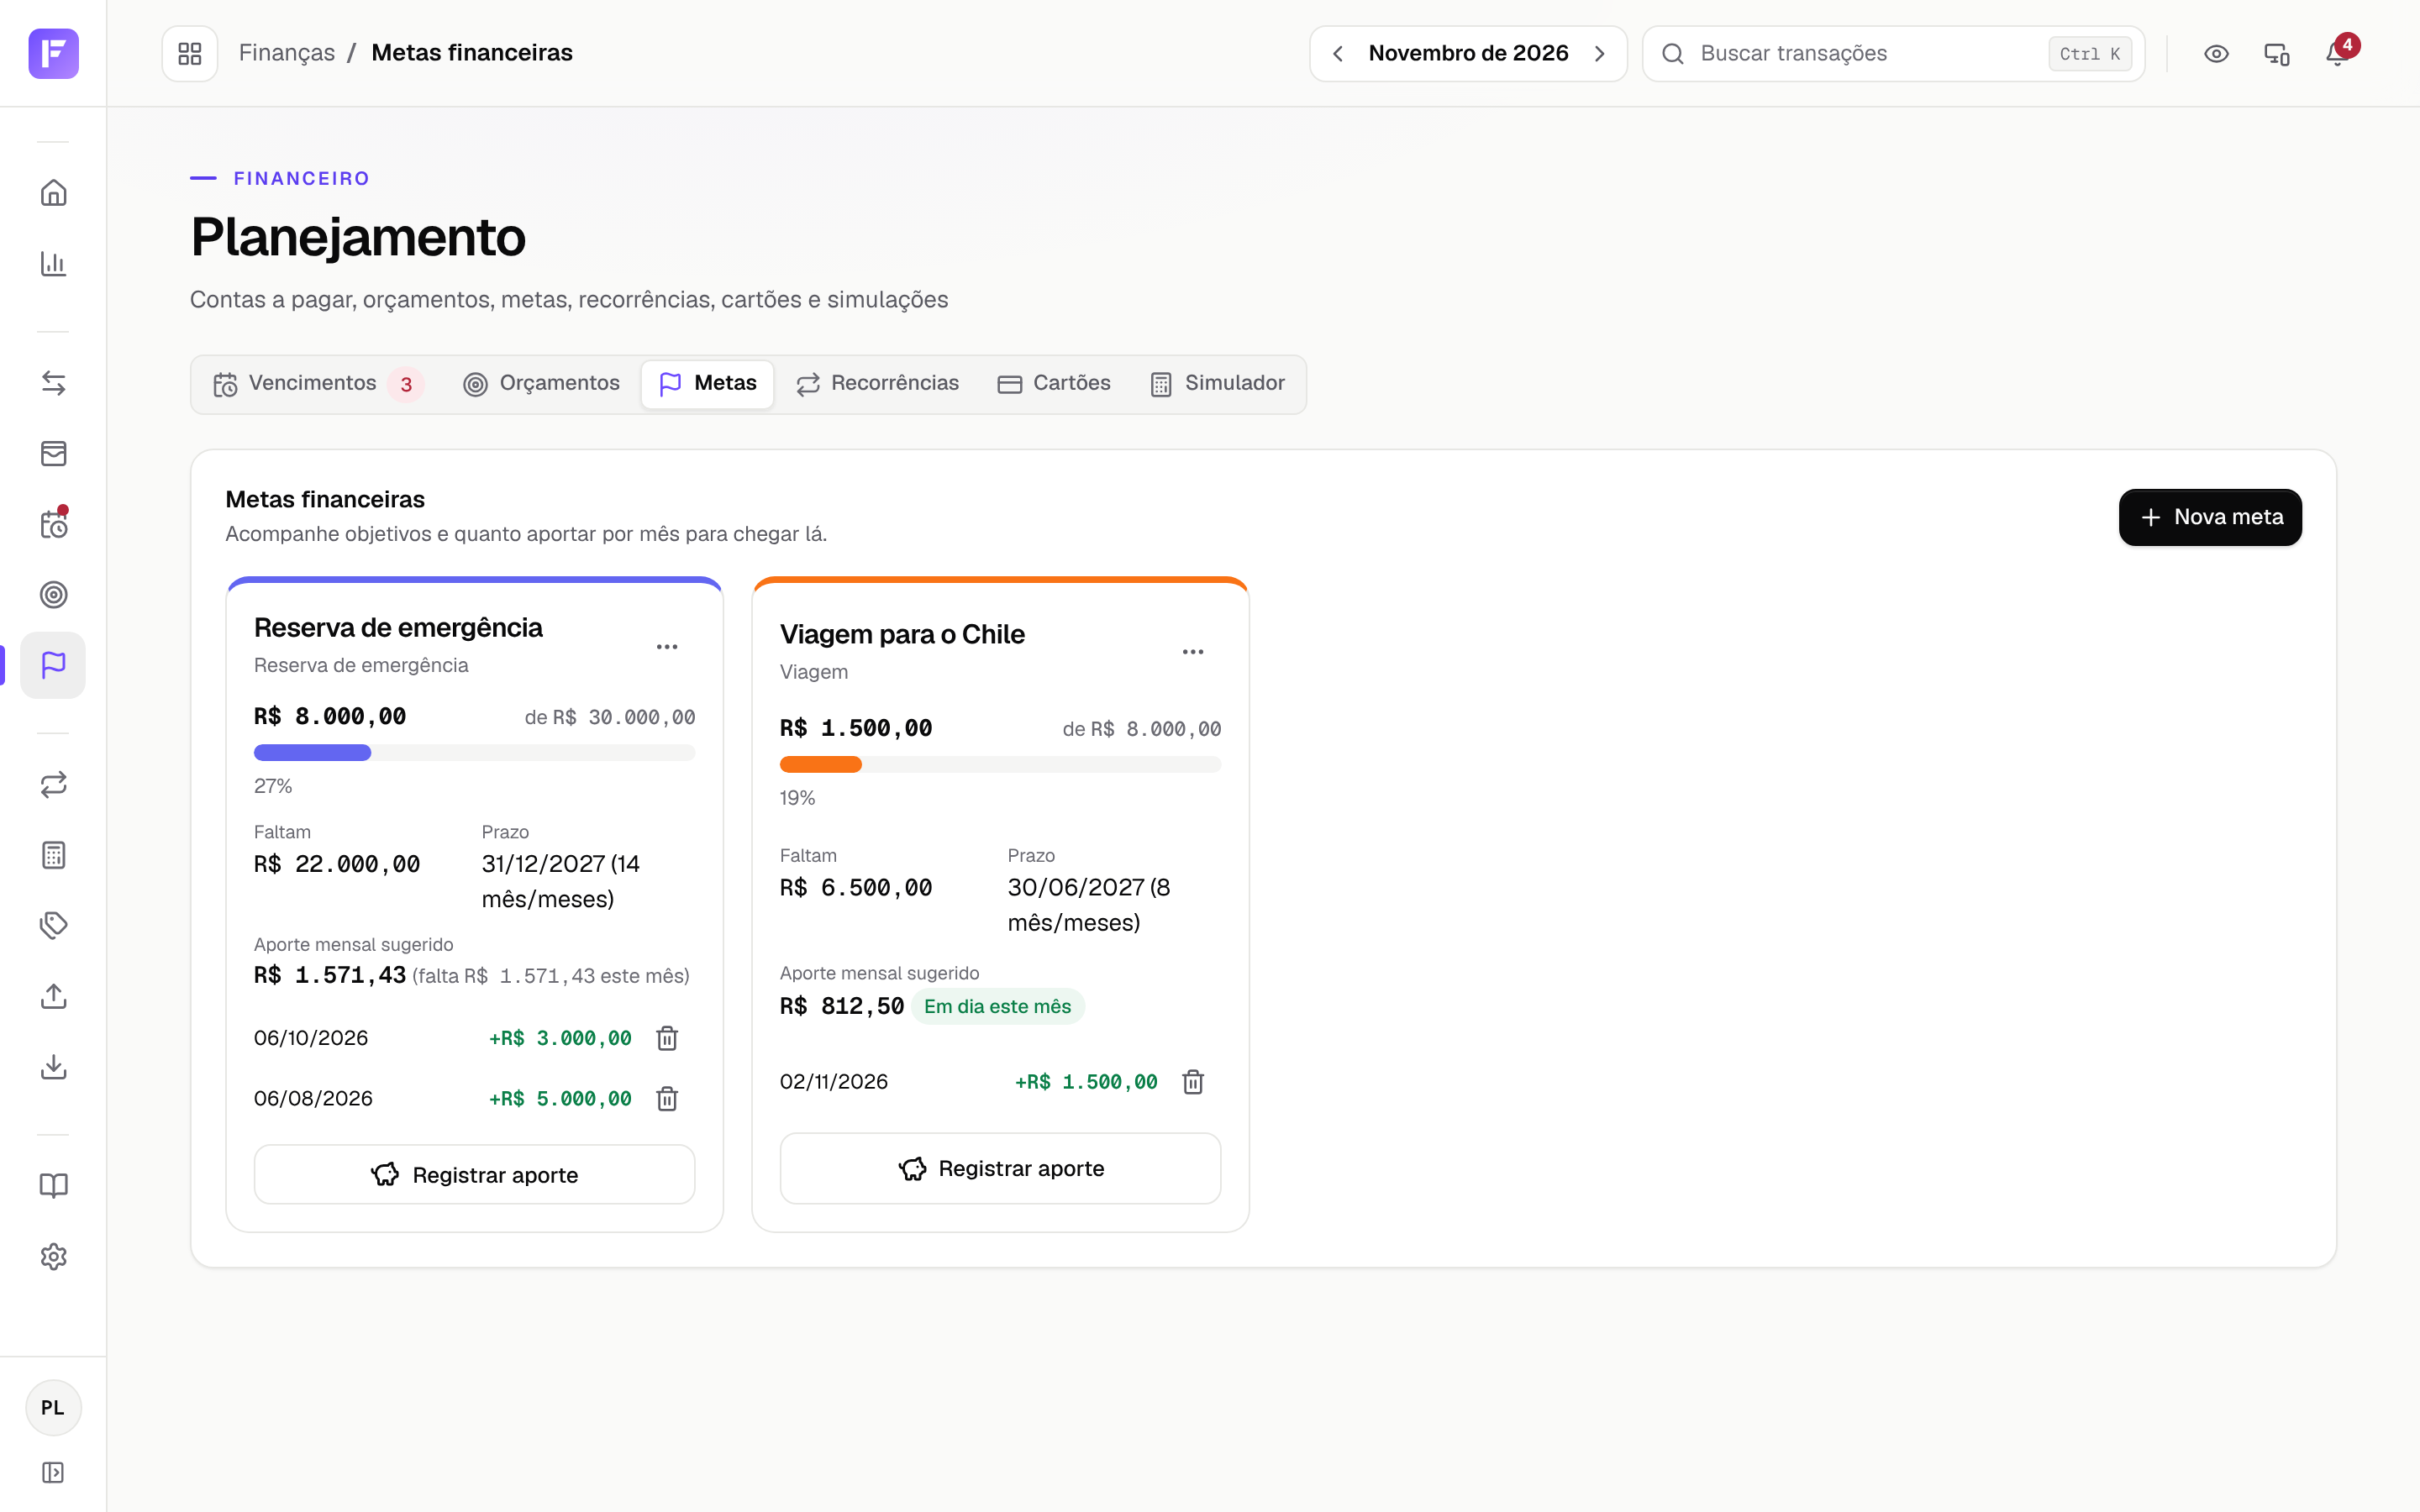 F
Finanças / Metas financeiras
Novembro de 2026
Buscar transações
Ctrl K
4
FINANCEIRO
Planejamento
Contas a pagar, orçamentos, metas, recorrências, cartões e simulações
Vencimentos 3
Orçamentos
Metas
Recorrências
Cartões
Simulador
Metas financeiras
Acompanhe objetivos e quanto aportar por mês para chegar lá.
Nova meta
Reserva de emergência
Reserva de emergência
R$ 8.000,00
de R$ 30.000,00
27%
Faltam
R$ 22.000,00
Prazo
31/12/2027 (14
mês/meses)
Aporte mensal sugerido
R$ 1.571,43 (falta R$ 1.571,43 este mês)
06/10/2026
+R$ 3.000,00
06/08/2026
+R$ 5.000,00
Registrar aporte
Viagem para o Chile
Viagem
R$ 1.500,00
de R$ 8.000,00
19%
Faltam
R$ 6.500,00
Prazo
30/06/2027 (8
mês/meses)
Aporte mensal sugerido
R$ 812,50 Em dia este mês
02/11/2026
+R$ 1.500,00
Registrar aporte
PL